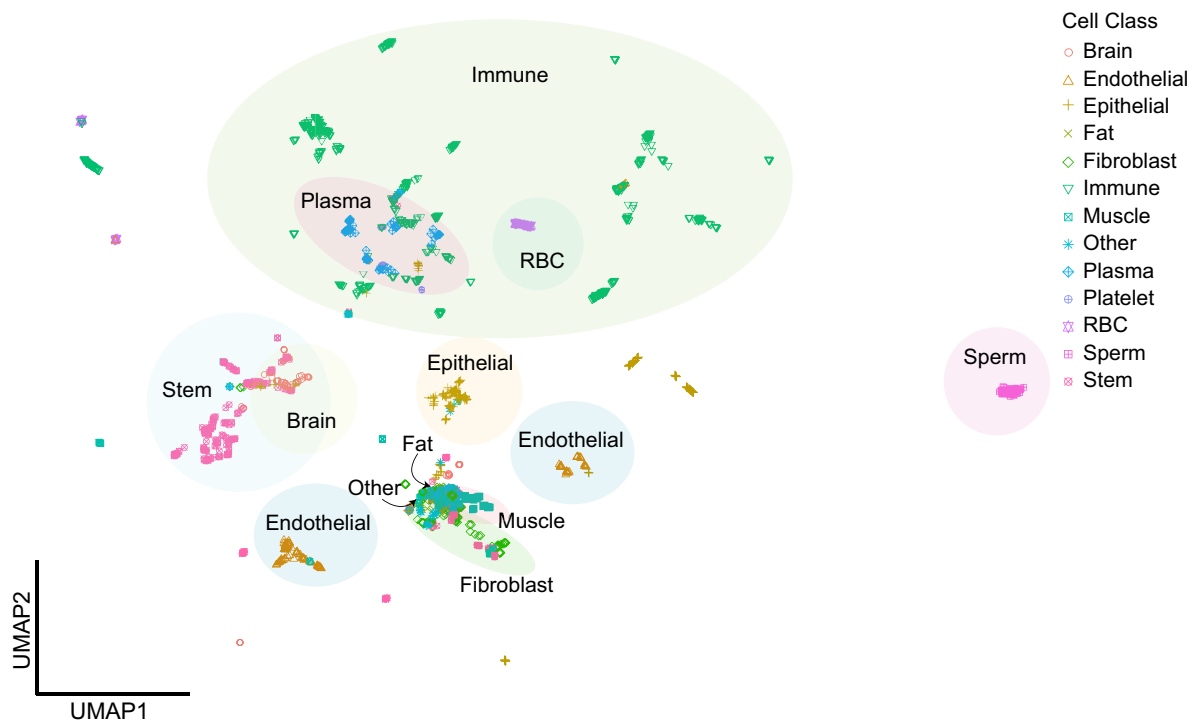 Immune
Plasma
RBC
Stem
Brain
Epithelial
Sperm
Endothelial
Fat
Other
Muscle
Endothelial
Fibroblast
UMAP2
UMAP1
Cell Class
Brain
Endothelial
Epithelial
Fat
Fibroblast
Immune
Muscle
Other
Plasma
Platelet
RBC
Sperm
Stem